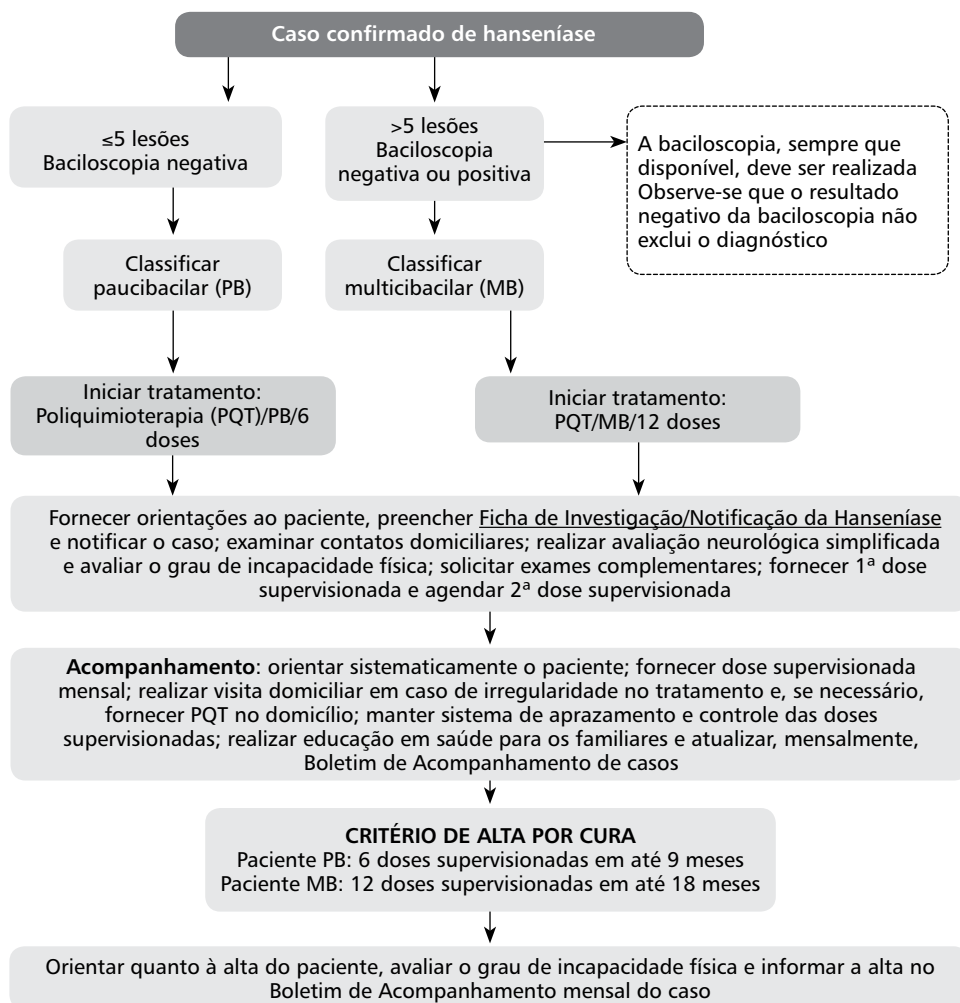 Caso confirmado de hanseníase
≤5 lesões
Baciloscopia negativa
>5 lesões
Baciloscopia
negativa ou positiva
A baciloscopia, sempre que
disponível, deve ser realizada
Observe-se que o resultado
negativo da baciloscopia não
exclui o diagnóstico
Classificar
paucibacilar (PB)
Classificar
multicibacilar (MB)
Iniciar tratamento:
Poliquimioterapia (PQT)/PB/6
doses
Iniciar tratamento:
PQT/MB/12 doses
Fornecer orientações ao paciente, preencher Ficha de Investigação/Notificação da Hanseníase
e notificar o caso; examinar contatos domiciliares; realizar avaliação neurológica simplificada
e avaliar o grau de incapacidade física; solicitar exames complementares; fornecer 1ª dose
supervisionada e agendar 2ª dose supervisionada
Acompanhamento: orientar sistematicamente o paciente; fornecer dose supervisionada
mensal; realizar visita domiciliar em caso de irregularidade no tratamento e, se necessário,
fornecer PQT no domicílio; manter sistema de aprazamento e controle das doses
supervisionadas; realizar educação em saúde para os familiares e atualizar, mensalmente,
Boletim de Acompanhamento de casos
CRITÉRIO DE ALTA POR CURA
Paciente PB: 6 doses supervisionadas em até 9 meses
Paciente MB: 12 doses supervisionadas em até 18 meses
Orientar quanto à alta do paciente, avaliar o grau de incapacidade física e informar a alta no
Boletim de Acompanhamento mensal do caso